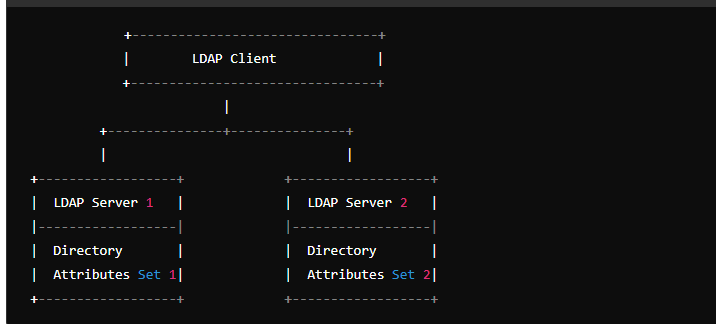 LDAP Client
LDAP Server 1 LDAP Server 2
Directory Directory
Attributes Set 1 Attributes Set 2